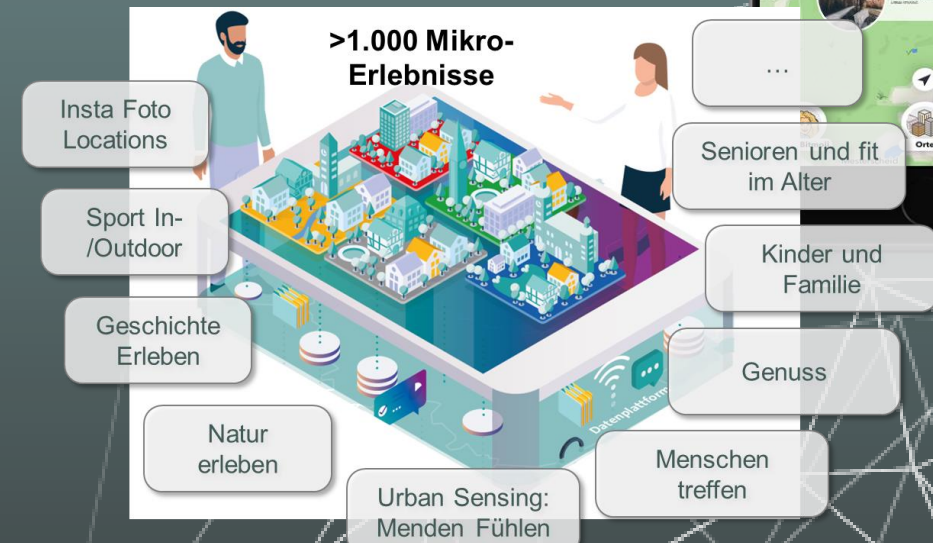 >1.000 Mikro-
Erlebnisse
...
Insta Foto
Locations
Senioren und fit
im Alter
Sport In-
/Outdoor
Kinder und
Familie
Geschichte
Erleben
Genuss
Natur
erleben
Menschen
treffen
Urban Sensing:
Menden Fühlen
Datenplattform
Orte